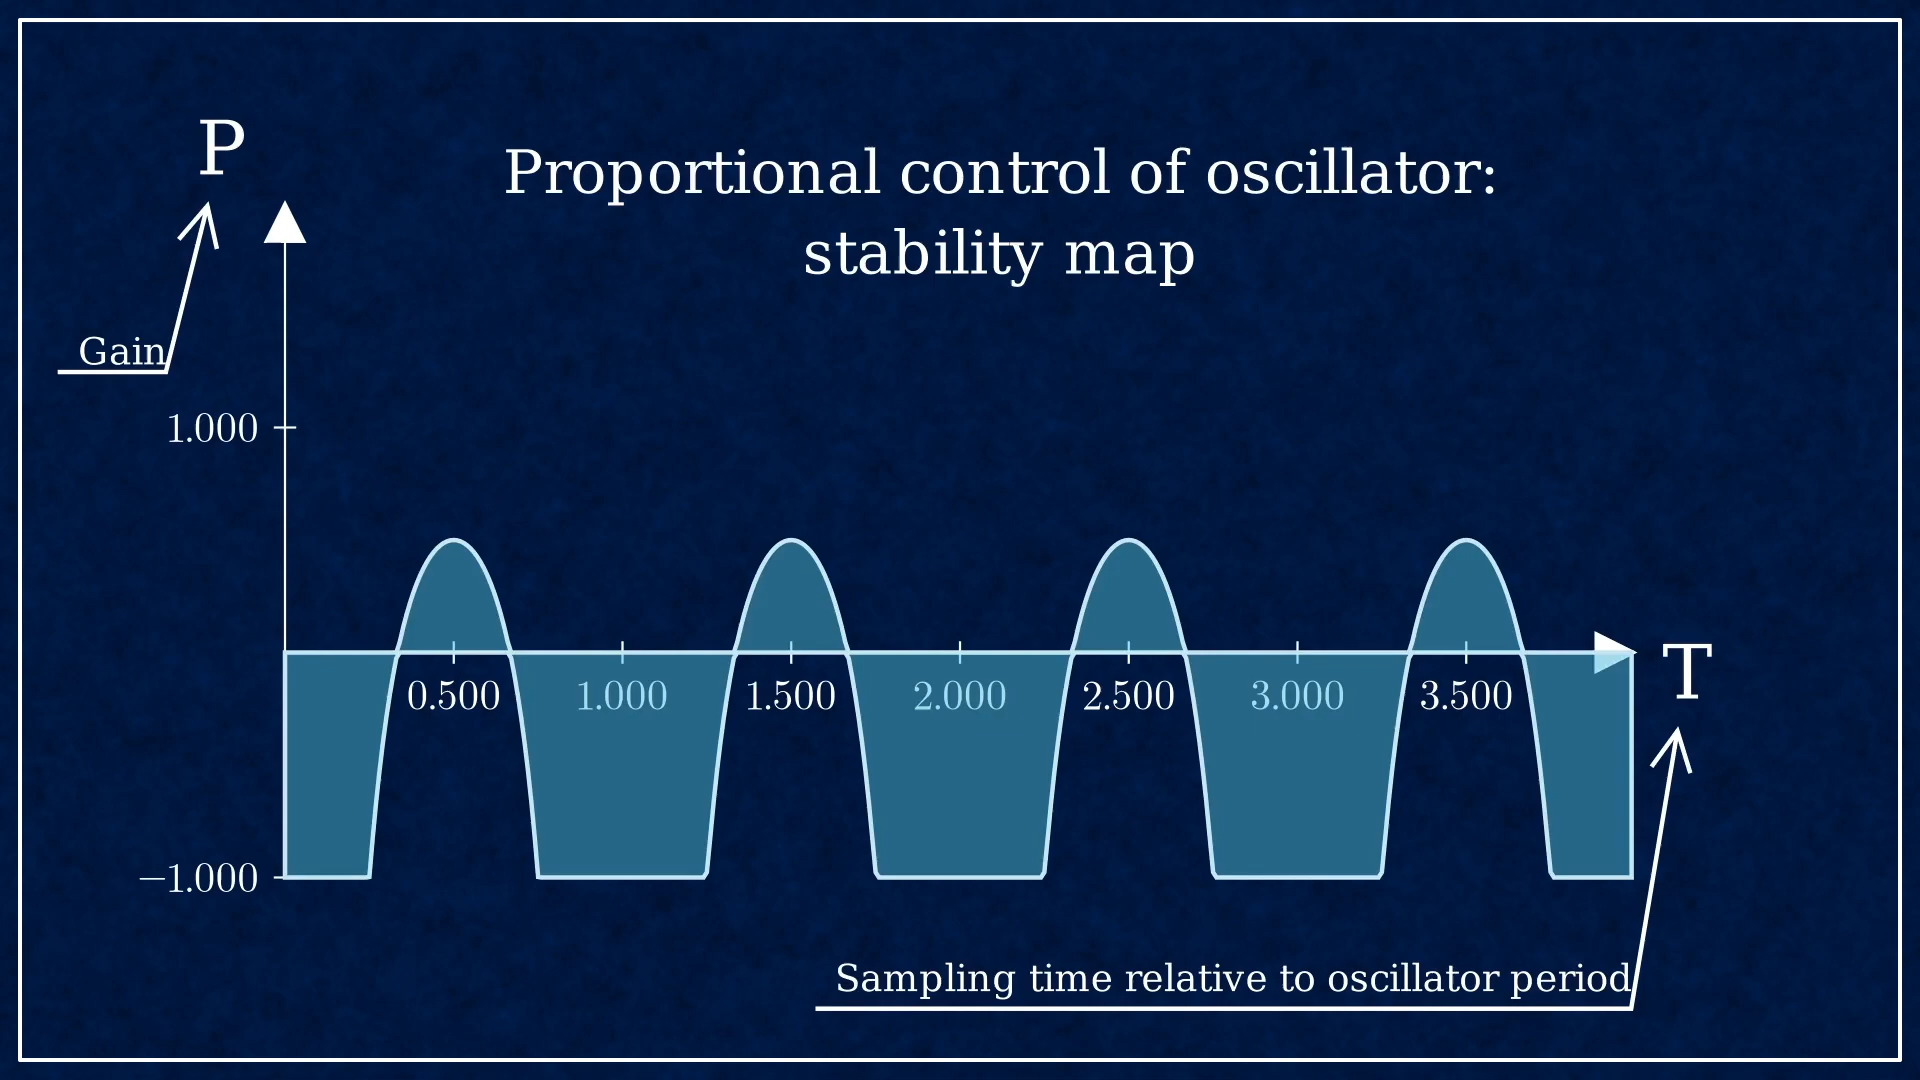 P
Proportional control of oscillator:
stability map
Gain
1.000
0.500
1.000
1.500
2.000
2.500
3.000
3.500
T
−1.000
Sampling time relative to oscillator period